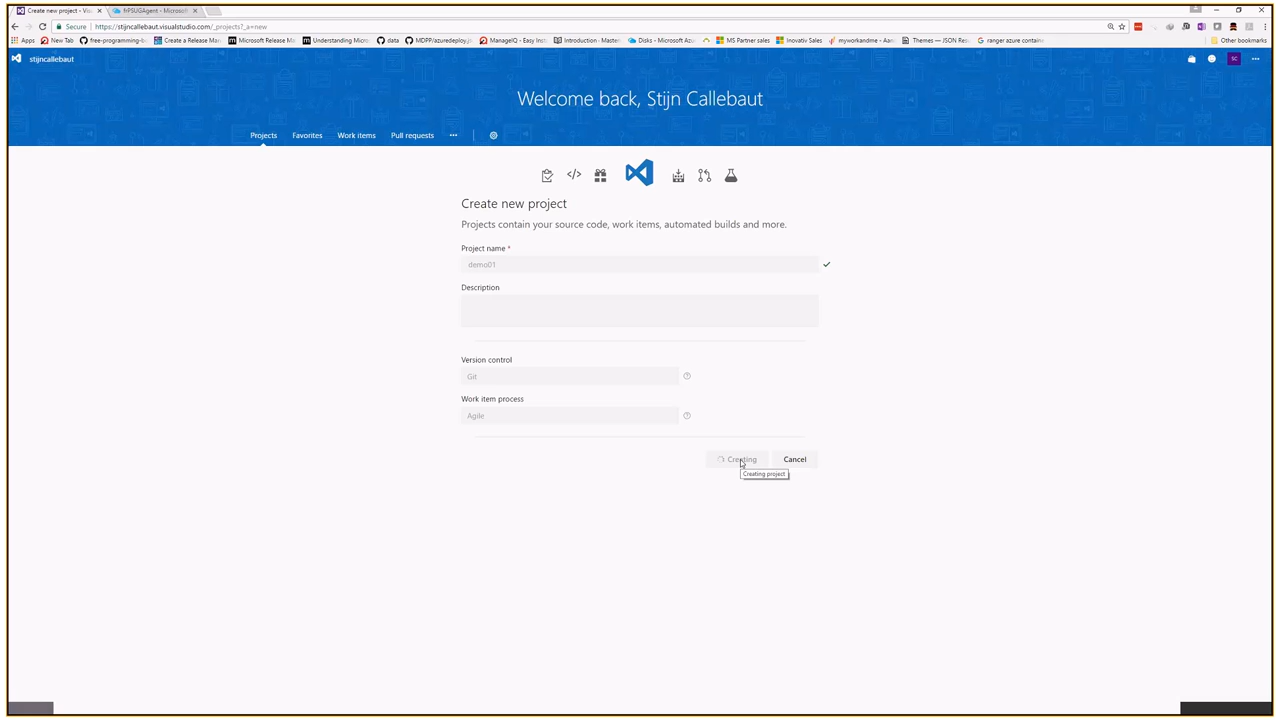 Create new project - Vis
frPSUGAgent - Microsoft
Secure
https://stijncallebaut.visualstudio.com/_projects?_a=new
Apps
New Tab
free-programming-b
Create a Release Ma
Microsoft Release Ma
Understanding Micro
data
MDPP/azuredeploy.js
ManageIQ - Easy Inst
Introduction · Master
Disks - Microsoft Azu
MS Partner sales
Inovativ Sales
myworkandme - Aan
Themes — JSON Res
ranger azure containe
Other bookmarks
stijncallebaut
SC
Welcome back, Stijn Callebaut
Projects
Favorites
Work items
Pull requests
Create new project
Projects contain your source code, work items, automated builds and more.
Project name *
demo01
Description
Version control
Git
Work item process
Agile
Creating
Cancel
Creating project